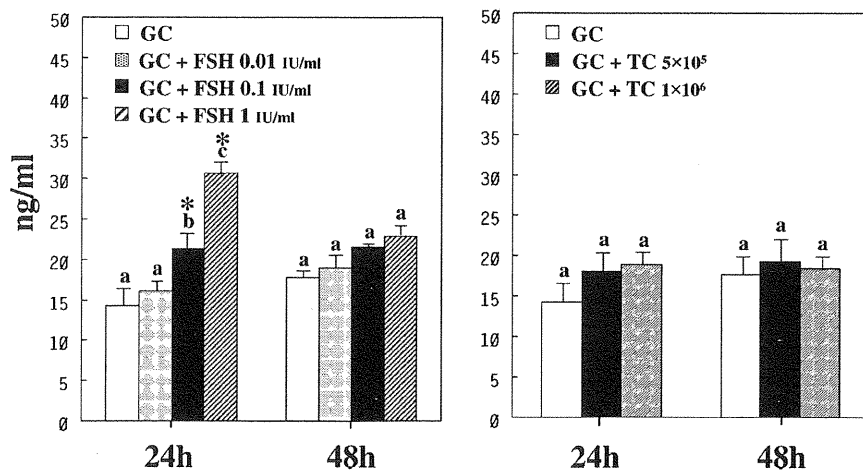 ng/ml
50
45
40
35
30
25
20
15
10
5
0
GC
GC + FSH 0.01 IU/ml
GC + FSH 0.1 IU/ml
GC + FSH 1 IU/ml
a
a
*
b
*
c
a
a
a
a
24h
48h
50
45
40
35
30
25
20
15
10
5
0
GC
GC + TC 5×10⁵
GC + TC 1×10⁶
a
a
a
a
a
a
24h
48h